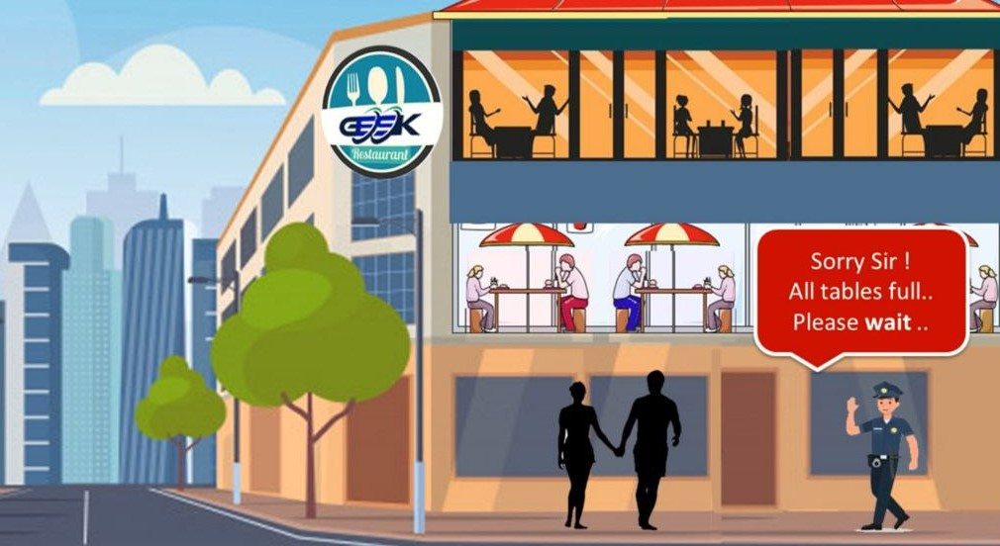 GEEK
Restaurant
Sorry Sir !
All tables full..
Please wait ..